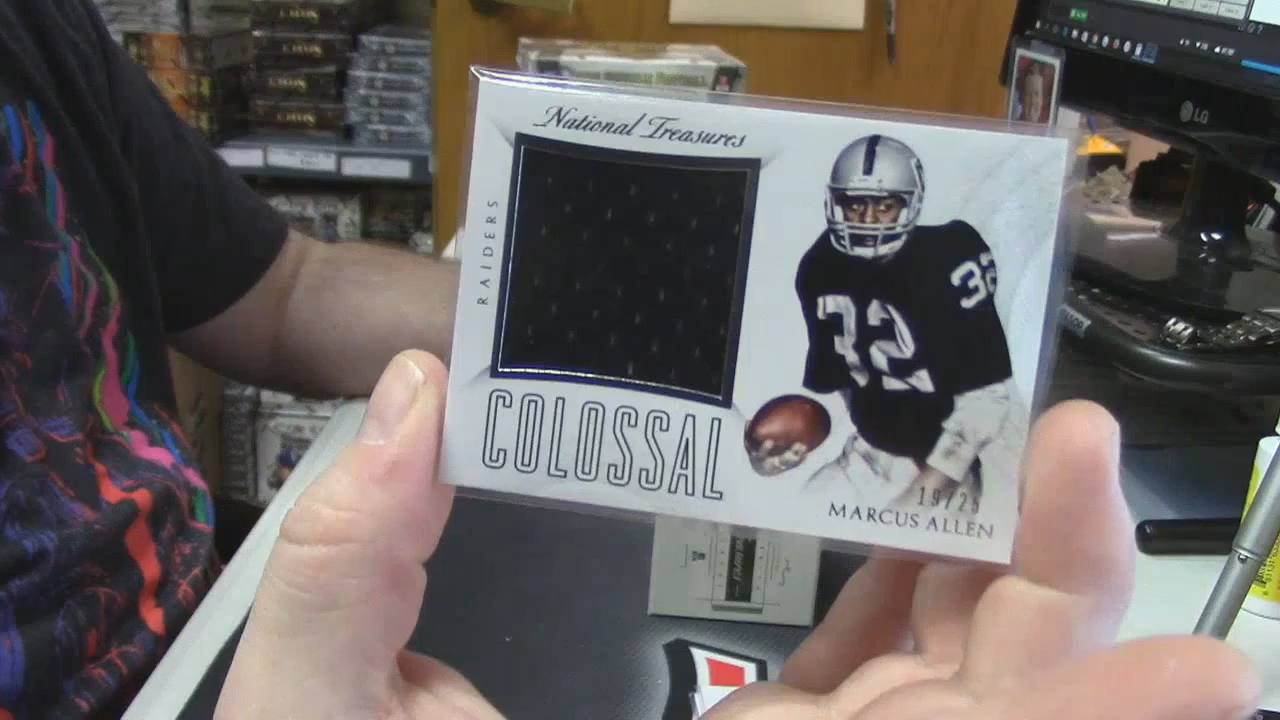 National Treasures
RAIDERS
COLOSSAL
32
32
19/25
MARCUS ALLEN
LG